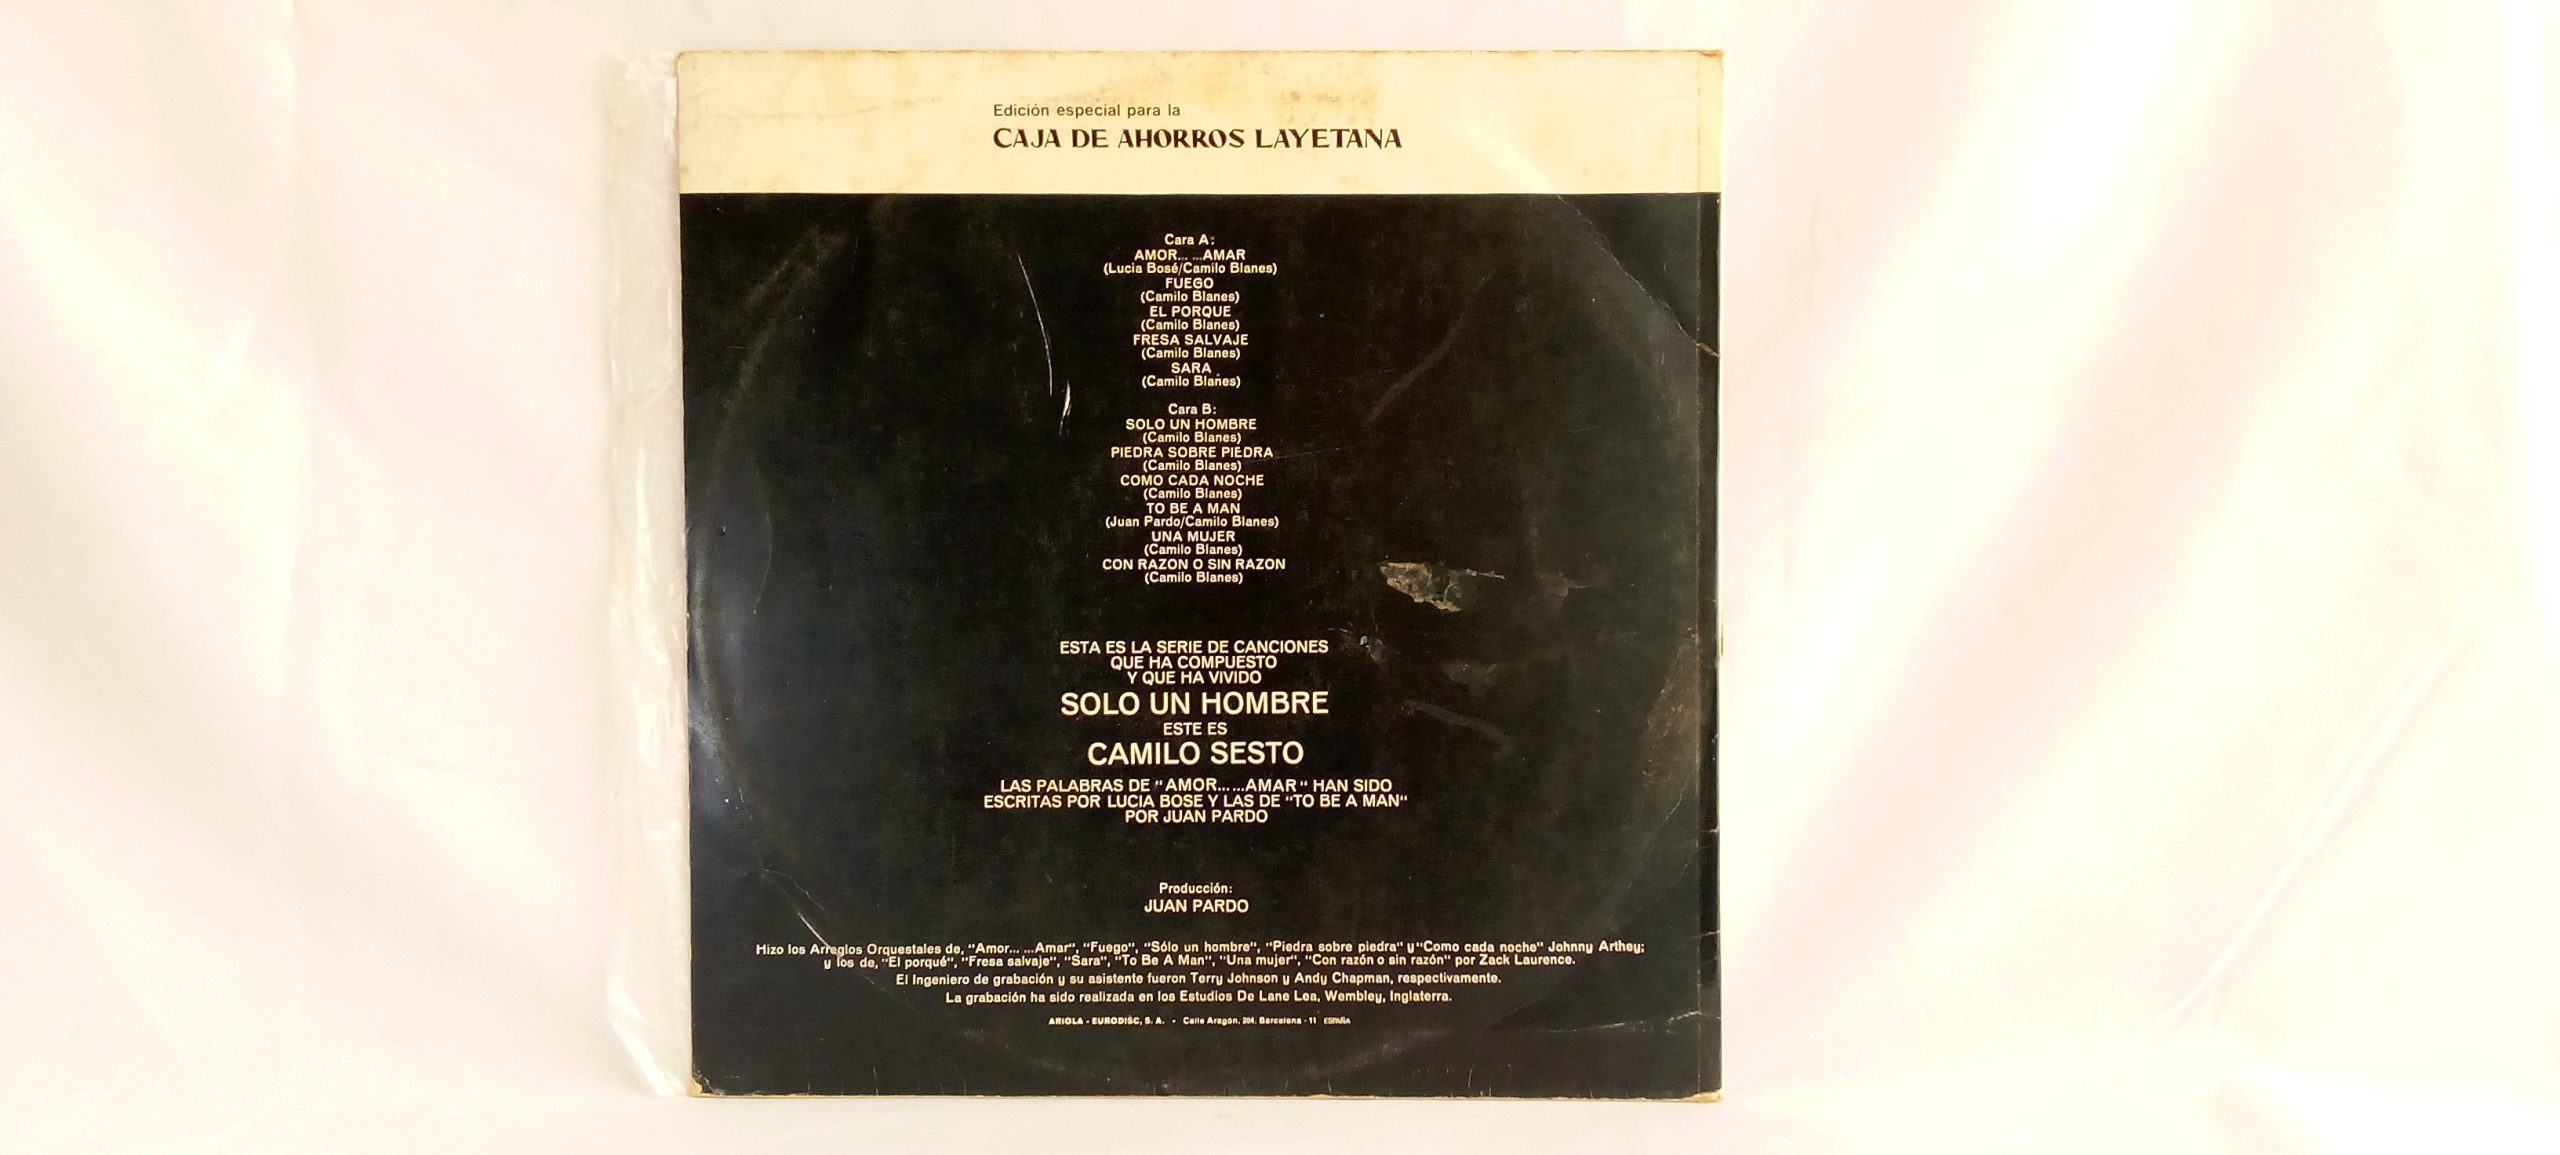 Edición especial para la
CAJA DE AHORROS LAYETANA
Cara A:
AMOR... ...AMAR
(Lucia Bosé/Camilo Blanes)
FUEGO
(Camilo Blanes)
EL PORQUE
(Camilo Blanes)
FRESA SALVAJE
(Camilo Blanes)
SARA
(Camilo Blanes)
Cara B:
SOLO UN HOMBRE
(Camilo Blanes)
PIEDRA SOBRE PIEDRA
(Camilo Blanes)
COMO CADA NOCHE
(Camilo Blanes)
TO BE A MAN
(Juan Pardo/Camilo Blanes)
UNA MUJER
(Camilo Blanes)
CON RAZON O SIN RAZON
(Camilo Blanes)
ESTA ES LA SERIE DE CANCIONES
QUE HA COMPUESTO
Y QUE HA VIVIDO
SOLO UN HOMBRE
ESTE ES
CAMILO SESTO
LAS PALABRAS DE "AMOR... ...AMAR" HAN SIDO
ESCRITAS POR LUCIA BOSE Y LAS DE "TO BE A MAN"
POR JUAN PARDO
Producción:
JUAN PARDO
Hizo los Arreglos Orquestales de, "Amor... ...Amar", "Fuego", "Sólo un hombre", "Piedra sobre piedra" y "Como cada noche" Johnny Arthey;
y los de, "El porqué", "Fresa salvaje", "Sara", "To Be A Man", "Una mujer", "Con razón o sin razón" por Zack Laurence.
El Ingeniero de grabación y su asistente fueron Terry Johnson y Andy Chapman, respectivamente.
La grabación ha sido realizada en los Estudios De Lane Lea, Wembley, Inglaterra.
ARIOLA - EURODISC, S. A. - Calle Aragón, 204. Barcelona - 11 ESPAÑA